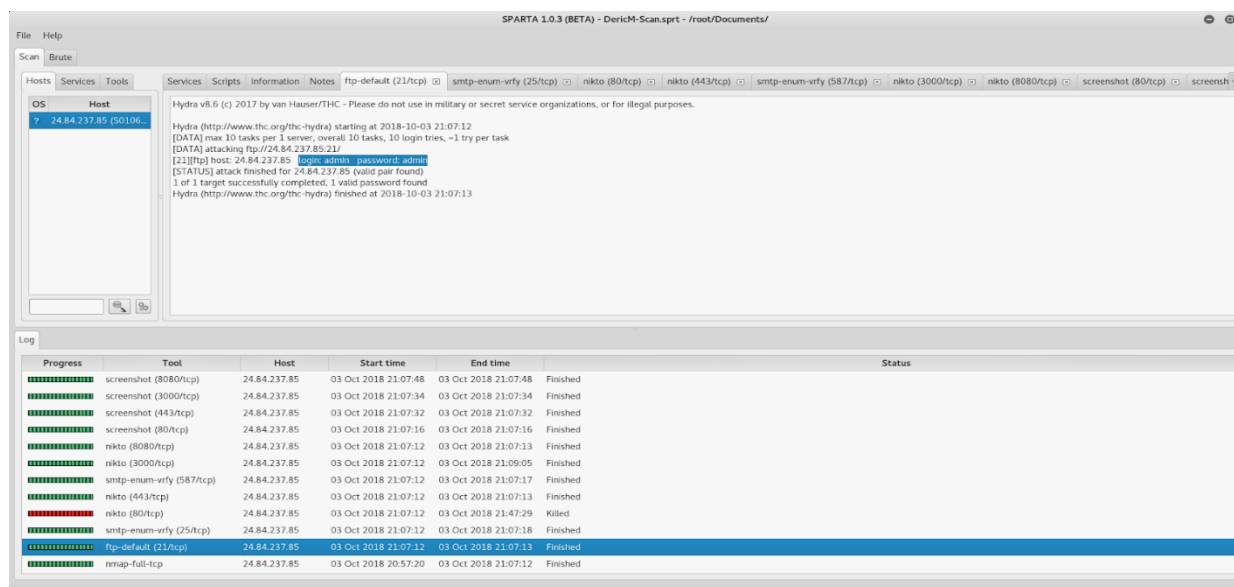 SPARTA 1.0.3 (BETA) - DericM-Scan.sprt - /root/Documents/
File Help
Scan Brute
Hosts Services Tools
Services Scripts Information Notes ftp-default (21/tcp) smtp-enum-vrfy (25/tcp) nikto (80/tcp) nikto (443/tcp) smtp-enum-vrfy (587/tcp) nikto (3000/tcp) nikto (8080/tcp) screenshot (80/tcp) screensh
OS Host
? 24.84.237.85 (S0106...
Hydra v8.6 (c) 2017 by van Hauser/THC - Please do not use in military or secret service organizations, or for illegal purposes.
Hydra (http://www.thc.org/thc-hydra) starting at 2018-10-03 21:07:12
[DATA] max 10 tasks per 1 server, overall 10 tasks, 10 login tries, ~1 try per task
[DATA] attacking ftp://24.84.237.85:21/
[21][ftp] host: 24.84.237.85 login: admin password: admin
[STATUS] attack finished for 24.84.237.85 (valid pair found)
1 of 1 target successfully completed, 1 valid password found
Hydra (http://www.thc.org/thc-hydra) finished at 2018-10-03 21:07:13
Log
Progress Tool Host Start time End time Status
screenshot (8080/tcp) 24.84.237.85 03 Oct 2018 21:07:48 03 Oct 2018 21:07:48 Finished
screenshot (3000/tcp) 24.84.237.85 03 Oct 2018 21:07:34 03 Oct 2018 21:07:34 Finished
screenshot (443/tcp) 24.84.237.85 03 Oct 2018 21:07:32 03 Oct 2018 21:07:32 Finished
screenshot (80/tcp) 24.84.237.85 03 Oct 2018 21:07:16 03 Oct 2018 21:07:16 Finished
nikto (8080/tcp) 24.84.237.85 03 Oct 2018 21:07:12 03 Oct 2018 21:07:13 Finished
nikto (3000/tcp) 24.84.237.85 03 Oct 2018 21:07:12 03 Oct 2018 21:09:05 Finished
smtp-enum-vrfy (587/tcp) 24.84.237.85 03 Oct 2018 21:07:12 03 Oct 2018 21:07:17 Finished
nikto (443/tcp) 24.84.237.85 03 Oct 2018 21:07:12 03 Oct 2018 21:07:13 Finished
nikto (80/tcp) 24.84.237.85 03 Oct 2018 21:07:12 03 Oct 2018 21:47:29 Killed
smtp-enum-vrfy (25/tcp) 24.84.237.85 03 Oct 2018 21:07:12 03 Oct 2018 21:07:18 Finished
ftp-default (21/tcp) 24.84.237.85 03 Oct 2018 21:07:12 03 Oct 2018 21:07:13 Finished
nmap-full-tcp 24.84.237.85 03 Oct 2018 20:57:20 03 Oct 2018 21:07:12 Finished